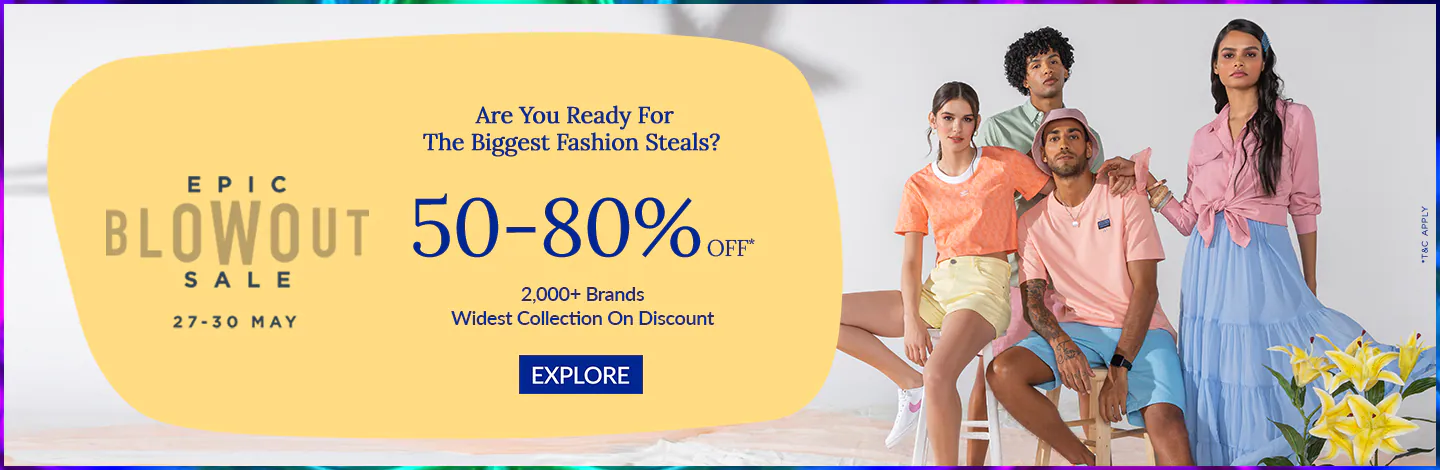 EPIC
BLOWOUT
SALE
27-30 MAY
Are You Ready For
The Biggest Fashion Steals?
50-80% OFF*
2,000+ Brands
Widest Collection On Discount
EXPLORE
*T&C APPLY